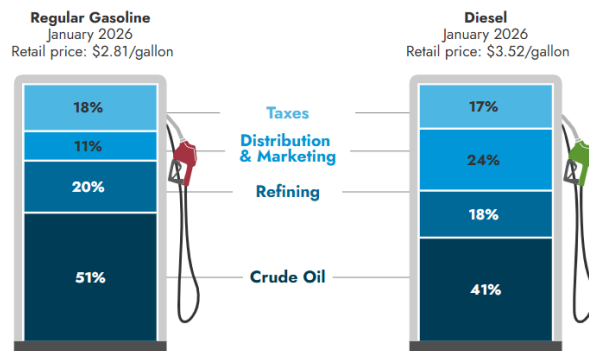 Regular Gasoline
January 2026
Retail price: $2.81/gallon
Diesel
January 2026
Retail price: $3.52/gallon
18%
Taxes
17%
11%
Distribution
& Marketing
24%
20%
Refining
18%
51%
Crude Oil
41%